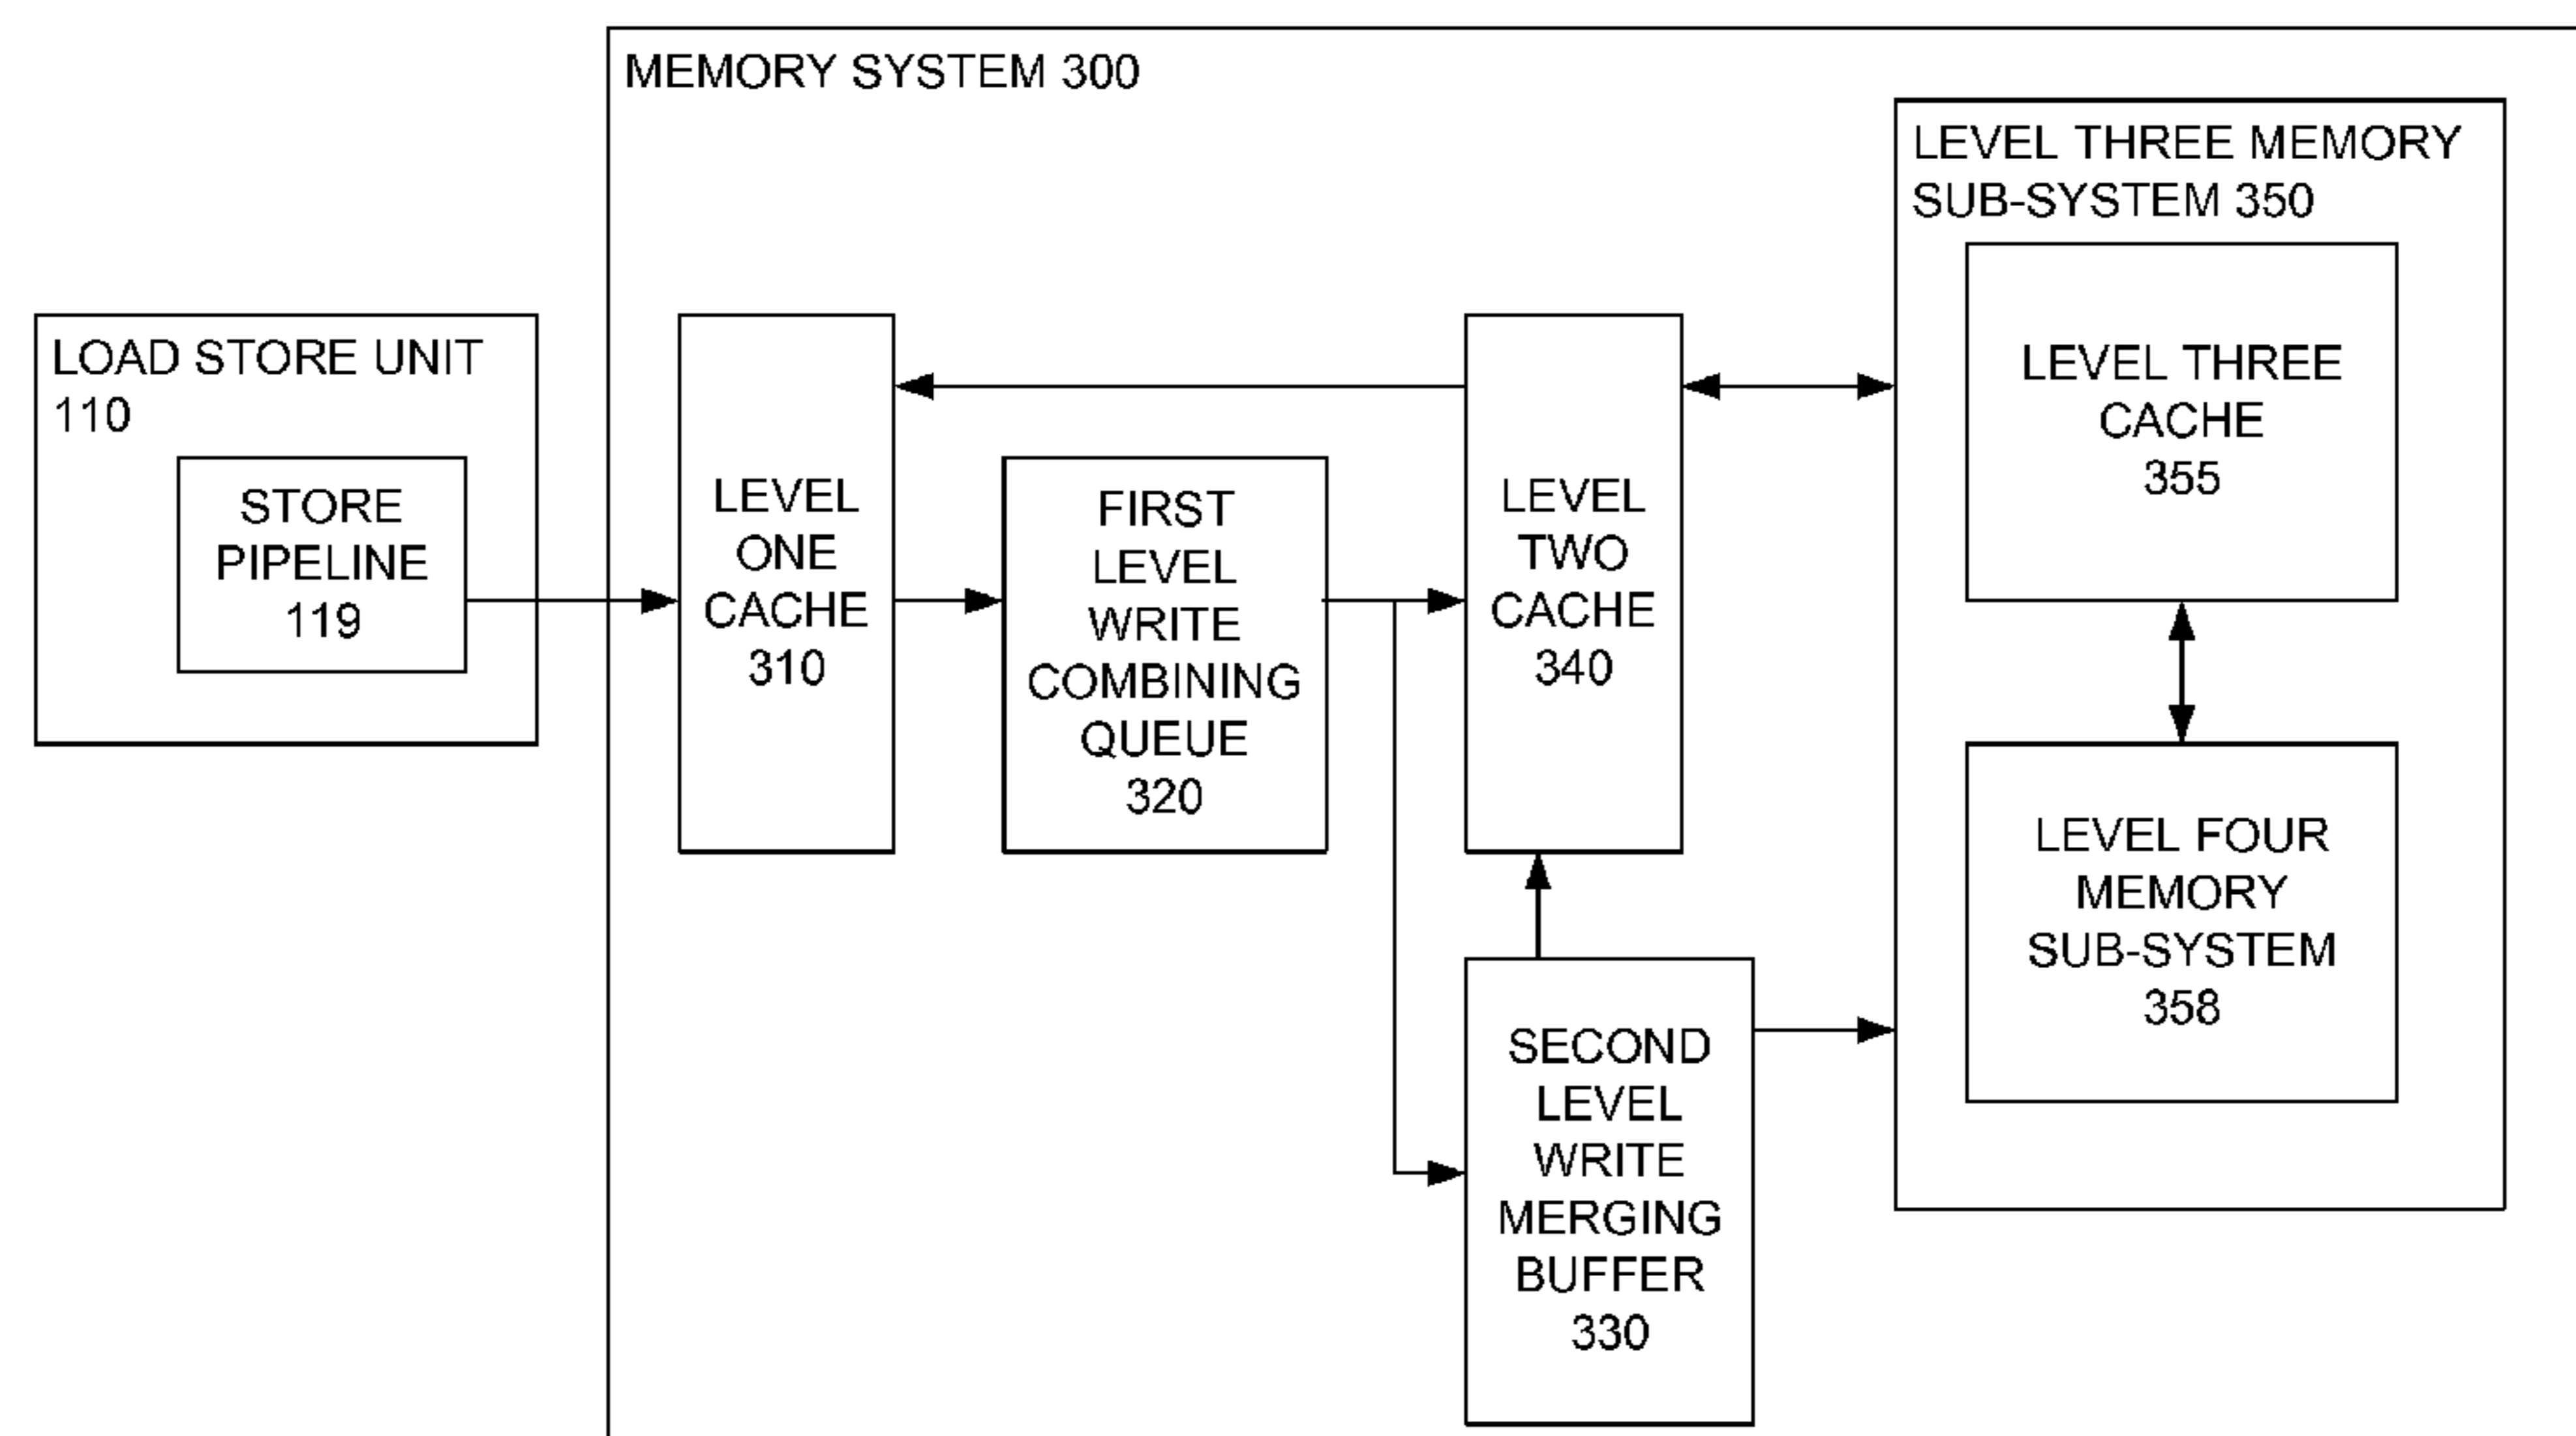 MEMORY SYSTEM 300
LOAD STORE UNIT
110
STORE
PIPELINE
119
LEVEL
ONE
CACHE
310
FIRST
LEVEL
WRITE
COMBINING
QUEUE
320
LEVEL
TWO
CACHE
340
SECOND
LEVEL
WRITE
MERGING
BUFFER
330
LEVEL THREE MEMORY
SUB-SYSTEM 350
LEVEL THREE
CACHE
355
LEVEL FOUR
MEMORY
SUB-SYSTEM
358